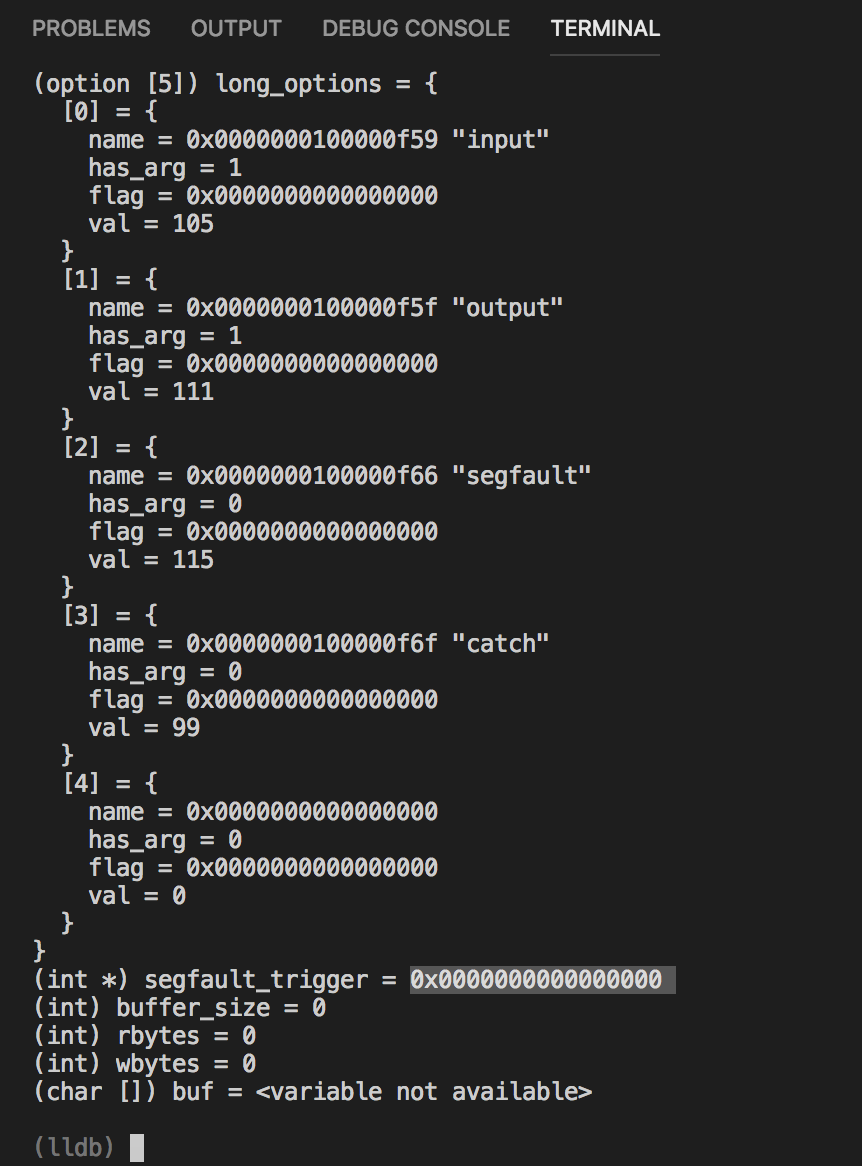 PROBLEMS OUTPUT DEBUG CONSOLE TERMINAL
(option [5]) long_options = {
  [0] = {
    name = 0x0000000100000f59 "input"
    has_arg = 1
    flag = 0x0000000000000000
    val = 105
  }
  [1] = {
    name = 0x0000000100000f5f "output"
    has_arg = 1
    flag = 0x0000000000000000
    val = 111
  }
  [2] = {
    name = 0x0000000100000f66 "segfault"
    has_arg = 0
    flag = 0x0000000000000000
    val = 115
  }
  [3] = {
    name = 0x0000000100000f6f "catch"
    has_arg = 0
    flag = 0x0000000000000000
    val = 99
  }
  [4] = {
    name = 0x0000000000000000
    has_arg = 0
    flag = 0x0000000000000000
    val = 0
  }
}
(int *) segfault_trigger = 0x0000000000000000
(int) buffer_size = 0
(int) rbytes = 0
(int) wbytes = 0
(char []) buf = <variable not available>
(lldb)